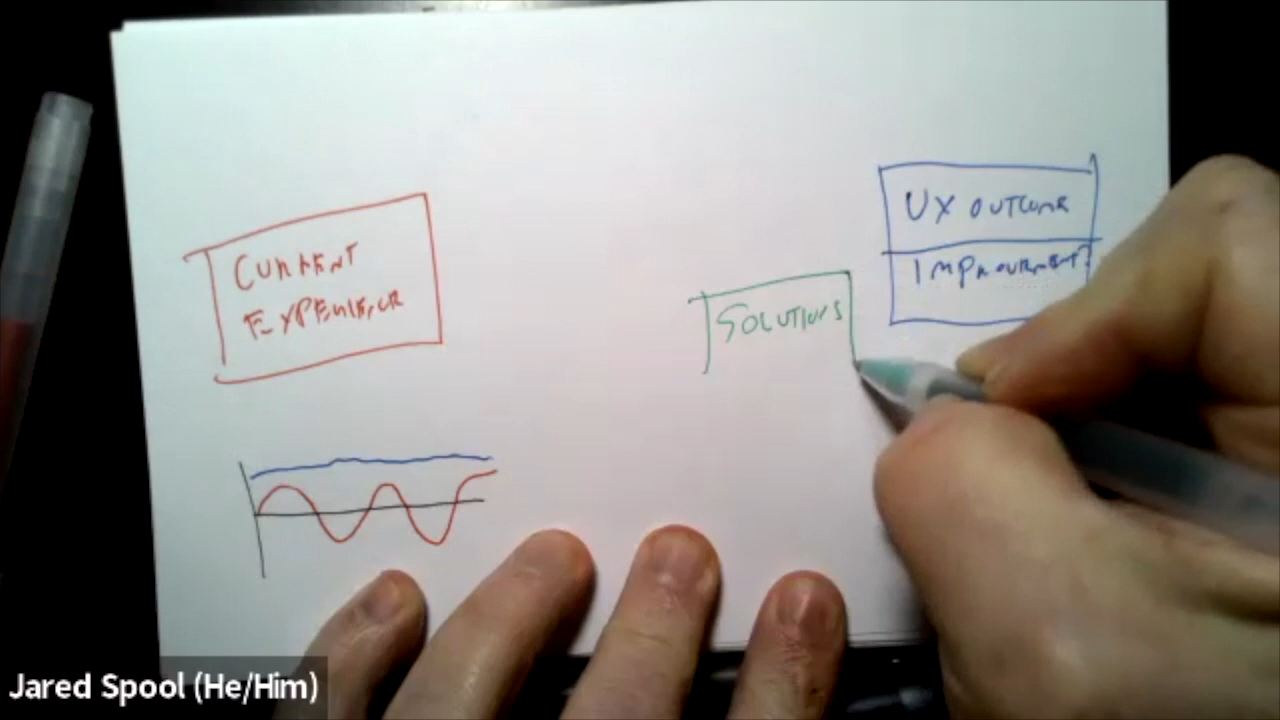 CURRENT
EXPERIENCE
SOLUTIONS
UX OUTCOME
IMPROVEMENT?
Jared Spool (He/Him)